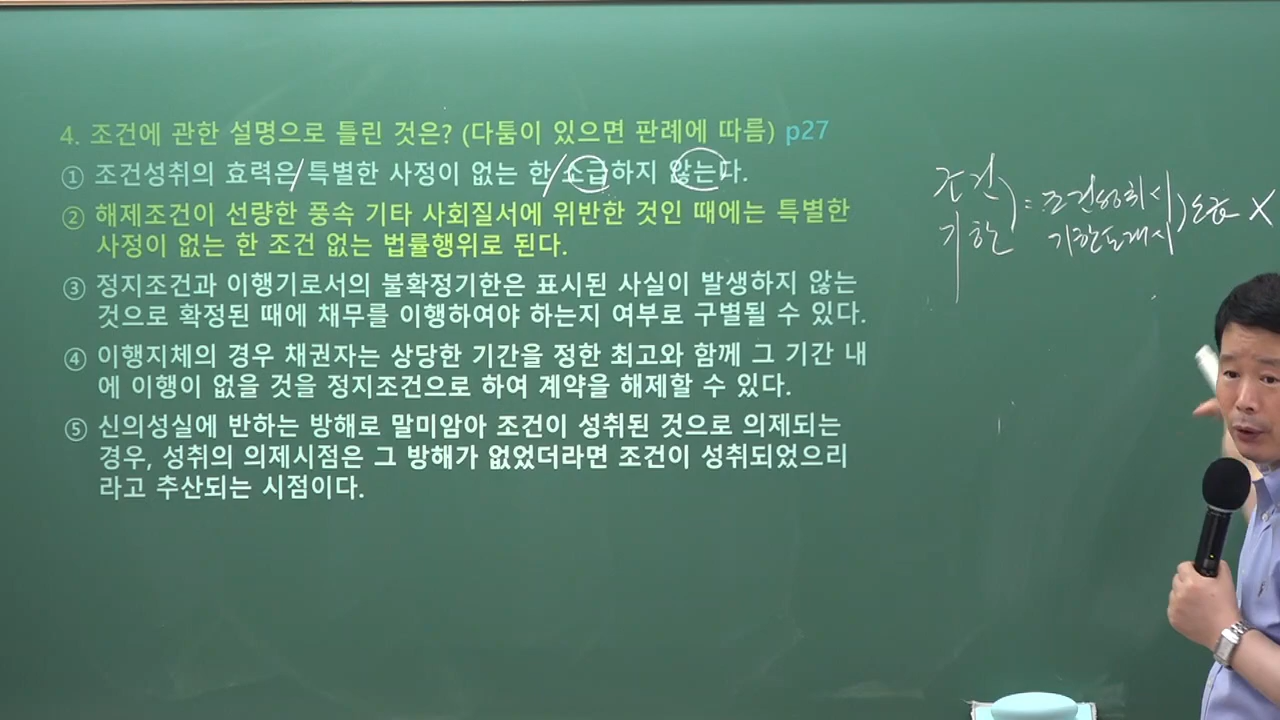 4. 조건에 관한 설명으로 틀린 것은? (다툼이 있으면 판례에 따름) p27
① 조건성취의 효력은 특별한 사정이 없는 한 소급하지 않는다.
② 해제조건이 선량한 풍속 기타 사회질서에 위반한 것인 때에는 특별한
사정이 없는 한 조건 없는 법률행위로 된다.
③ 정지조건과 이행기로서의 불확정기한은 표시된 사실이 발생하지 않는
것으로 확정된 때에 채무를 이행하여야 하는지 여부로 구별될 수 있다.
④ 이행지체의 경우 채권자는 상당한 기간을 정한 최고와 함께 그 기간 내
에 이행이 없을 것을 정지조건으로 하여 계약을 해제할 수 있다.
⑤ 신의성실에 반하는 방해로 말미암아 조건이 성취된 것으로 의제되는
경우, 성취의 의제시점은 그 방해가 없었더라면 조건이 성취되었으리
라고 추산되는 시점이다.
조건
기한 ) = 조건성취시
기한도래시 ) 소급 X